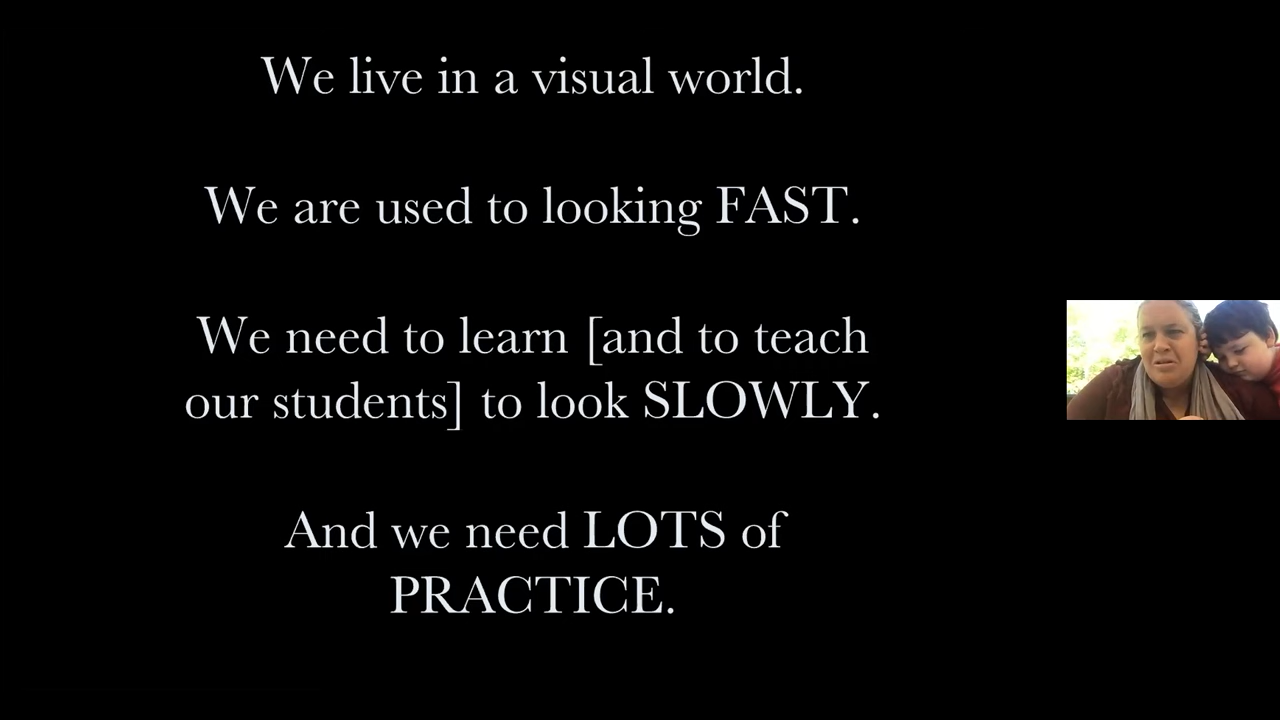 We live in a visual world.
We are used to looking FAST.
We need to learn [and to teach
our students] to look SLOWLY.
And we need LOTS of
PRACTICE.